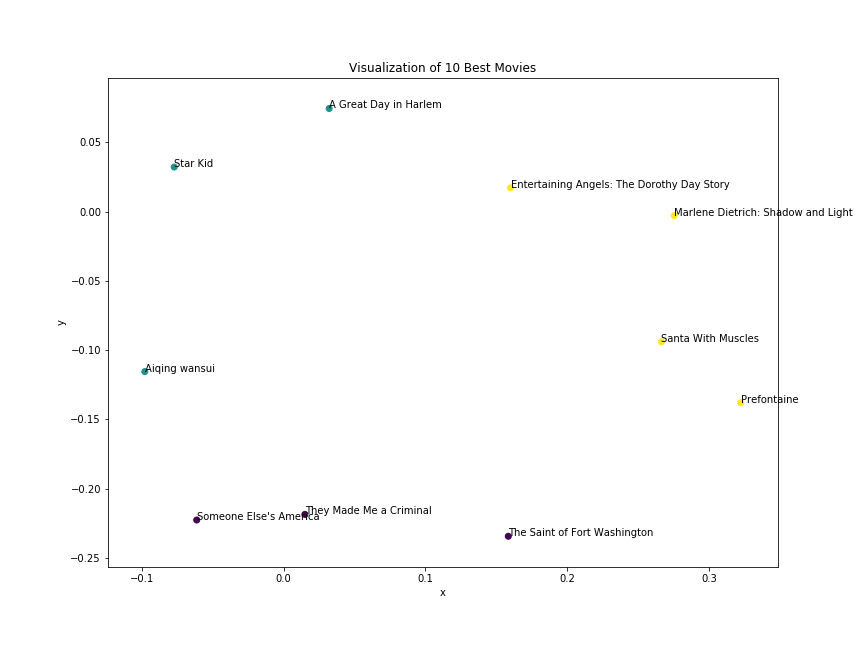 Visualization of 10 Best Movies
A Great Day in Harlem
0.05
Star Kid
Entertaining Angels: The Dorothy Day Story
0.00
Marlene Dietrich: Shadow and Light
−0.05
y
−0.10
Santa With Muscles
Aiqing wansui
Prefontaine
−0.15
−0.20
They Made Me a Criminal
Someone Else's America
The Saint of Fort Washington
−0.25
−0.1 0.0 0.1 0.2 0.3
x